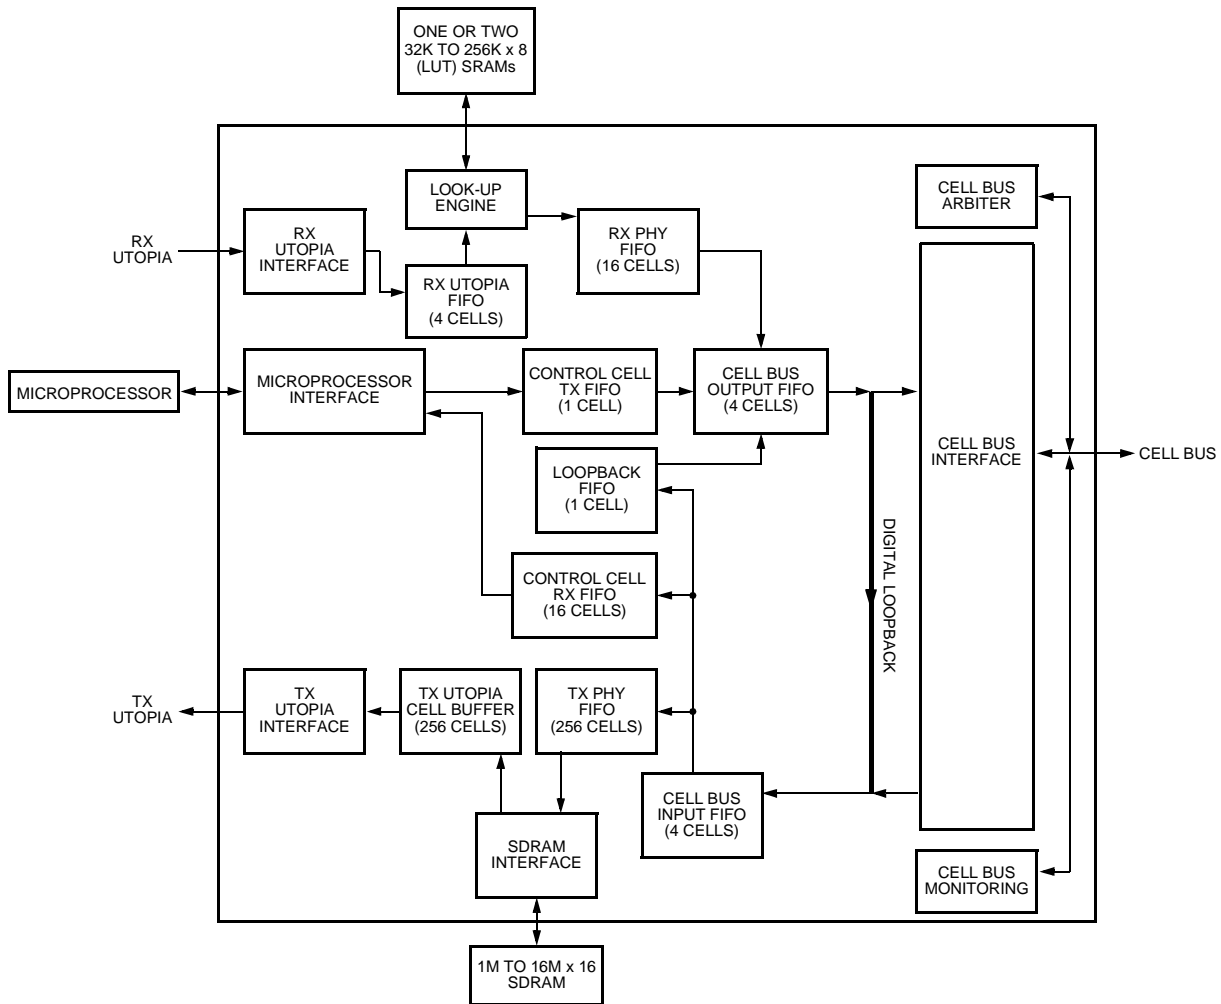 ONE OR TWO
32K TO 256K x 8
(LUT) SRAMs
LOOK-UP
ENGINE
CELL BUS
ARBITER
RX
UTOPIA
RX
UTOPIA
INTERFACE
RX PHY
FIFO
(16 CELLS)
RX UTOPIA
FIFO
(4 CELLS)
MICROPROCESSOR
MICROPROCESSOR
INTERFACE
CONTROL CELL
TX FIFO
(1 CELL)
CELL BUS
OUTPUT FIFO
(4 CELLS)
CELL BUS
INTERFACE
CELL BUS
LOOPBACK
FIFO
(1 CELL)
DIGITAL LOOPBACK
CONTROL CELL
RX FIFO
(16 CELLS)
TX
UTOPIA
TX
UTOPIA
INTERFACE
TX UTOPIA
CELL BUFFER
(256 CELLS)
TX PHY
FIFO
(256 CELLS)
CELL BUS
INPUT FIFO
(4 CELLS)
SDRAM
INTERFACE
CELL BUS
MONITORING
1M TO 16M x 16
SDRAM